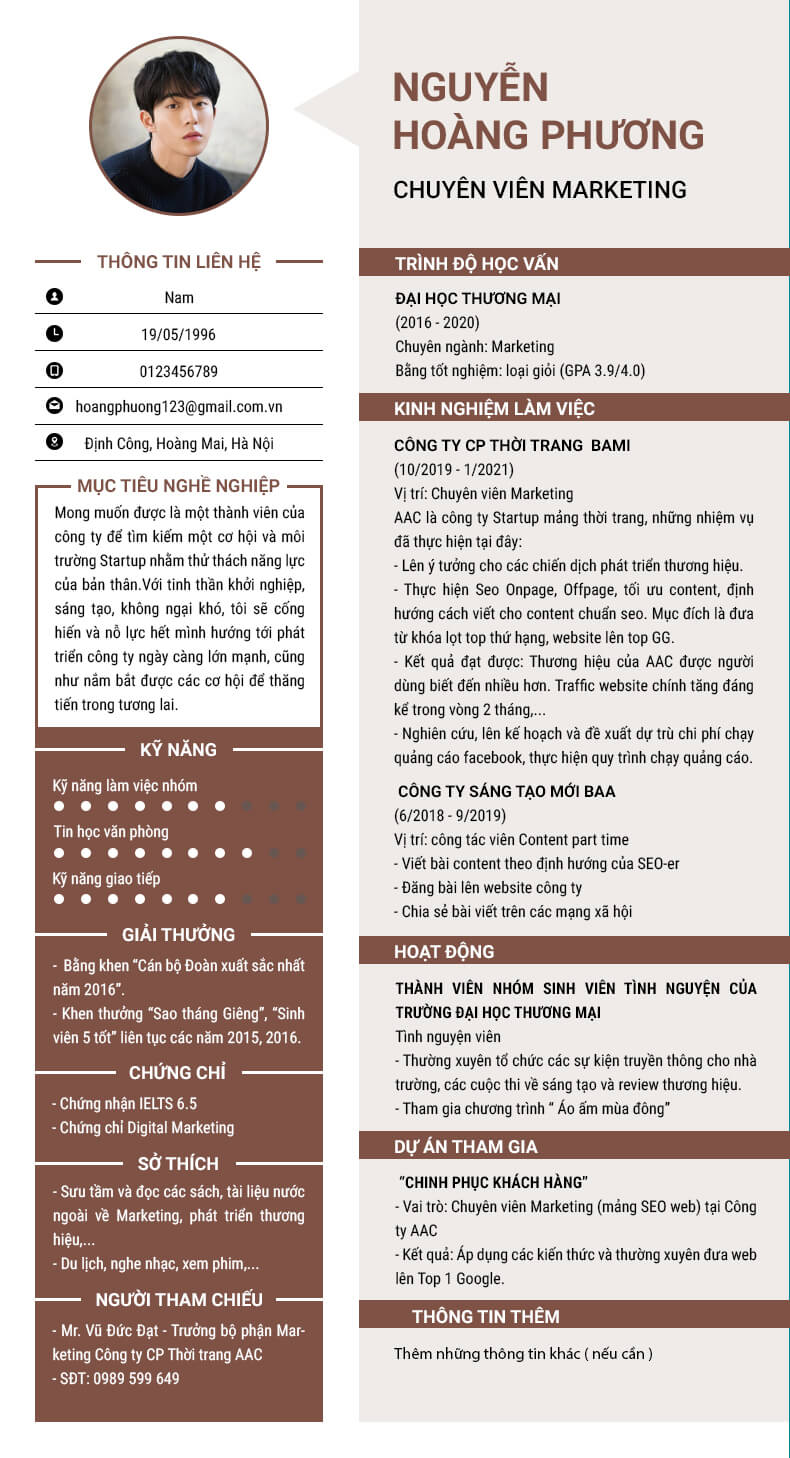 NGUYỄN
HOÀNG PHƯƠNG
CHUYÊN VIÊN MARKETING
THÔNG TIN LIÊN HỆ
Nam
19/05/1996
0123456789
hoangphuong123@gmail.com.vn
Định Công, Hoàng Mai, Hà Nội
MỤC TIÊU NGHỀ NGHIỆP
Mong muốn được là một thành viên của
công ty để tìm kiếm một cơ hội và môi
trường Startup nhằm thử thách năng lực
của bản thân.Với tinh thần khởi nghiệp,
sáng tạo, không ngại khó, tôi sẽ cống
hiến và nỗ lực hết mình hướng tới phát
triển công ty ngày càng lớn mạnh, cũng
như nắm bắt được các cơ hội để thăng
tiến trong tương lai.
KỸ NĂNG
Kỹ năng làm việc nhóm
Tin học văn phòng
Kỹ năng giao tiếp
GIẢI THƯỞNG
- Bằng khen “Cán bộ Đoàn xuất sắc nhất
năm 2016”.
- Khen thưởng “Sao tháng Giêng”, “Sinh
viên 5 tốt” liên tục các năm 2015, 2016.
CHỨNG CHỈ
- Chứng nhận IELTS 6.5
- Chứng chỉ Digital Marketing
SỞ THÍCH
- Sưu tầm và đọc các sách, tài liệu nước
ngoài về Marketing, phát triển thương
hiệu,...
- Du lịch, nghe nhạc, xem phim,...
NGƯỜI THAM CHIẾU
- Mr. Vũ Đức Đạt - Trưởng bộ phận Mar-
keting Công ty CP Thời trang AAC
- SĐT: 0989 599 649
TRÌNH ĐỘ HỌC VẤN
ĐẠI HỌC THƯƠNG MẠI
(2016 - 2020)
Chuyên ngành: Marketing
Bằng tốt nghiệm: loại giỏi (GPA 3.9/4.0)
KINH NGHIỆM LÀM VIỆC
CÔNG TY CP THỜI TRANG BAMI
(10/2019 - 1/2021)
Vị trí: Chuyên viên Marketing
AAC là công ty Startup mảng thời trang, những nhiệm vụ
đã thực hiện tại đây:
- Lên ý tưởng cho các chiến dịch phát triển thương hiệu.
- Thực hiện Seo Onpage, Offpage, tối ưu content, định
hướng cách viết cho content chuẩn seo. Mục đích là đưa
từ khóa lọt top thứ hạng, website lên top GG.
- Kết quả đạt được: Thương hiệu của AAC được người
dùng biết đến nhiều hơn. Traffic website chính tăng đáng
kể trong vòng 2 tháng,...
- Nghiên cứu, lên kế hoạch và đề xuất dự trù chi phí chạy
quảng cáo facebook, thực hiện quy trình chạy quảng cáo.
CÔNG TY SÁNG TẠO MỚI BAA
(6/2018 - 9/2019)
Vị trí: công tác viên Content part time
- Viết bài content theo định hướng của SEO-er
- Đăng bài lên website công ty
- Chia sẻ bài viết trên các mạng xã hội
HOẠT ĐỘNG
THÀNH VIÊN NHÓM SINH VIÊN TÌNH NGUYỆN CỦA
TRƯỜNG ĐẠI HỌC THƯƠNG MẠI
Tình nguyện viên
- Thường xuyên tổ chức các sự kiện truyền thông cho nhà
trường, các cuộc thi về sáng tạo và review thương hiệu.
- Tham gia chương trình “ Áo ấm mùa đông”
DỰ ÁN THAM GIA
“CHINH PHỤC KHÁCH HÀNG”
- Vai trò: Chuyên viên Marketing (mảng SEO web) tại Công
ty AAC
- Kết quả: Áp dụng các kiến thức và thường xuyên đưa web
lên Top 1 Google.
THÔNG TIN THÊM
Thêm những thông tin khác ( nếu cần )